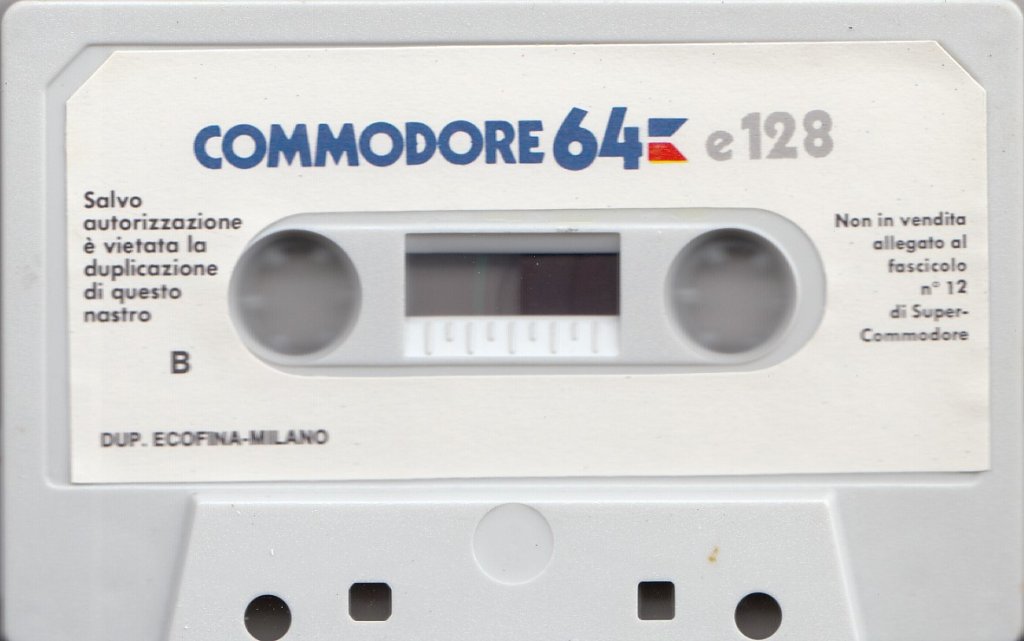 COMMODORE 64 e 128
Salvo
autorizzazione
è vietata la
duplicazione
di questo
nastro
B
DUP. ECOFINA-MILANO
Non in vendita
allegato al
fascicolo
n° 12
di Super-
Commodore